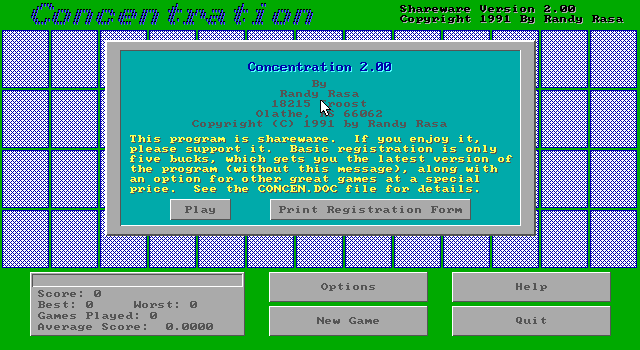 Concentration
Shareware Version 2.00
Copyright 1991 By Randy Rasa
Concentration 2.00
By
Randy Rasa
18215 Troost
Olathe, KS 66062
Copyright (C) 1991 by Randy Rasa
This program is shareware.  If you enjoy it,
please support it.  Basic registration is only
five bucks, which gets you the latest version of
the program (without this message), along with
an option for other great games at a special
price.  See the CONCEN.DOC file for details.
Play
Print Registration Form
Score: 0
Best: 0     Worst: 0
Games Played: 0
Average Score:  0.0000
Options
Help
New Game
Quit